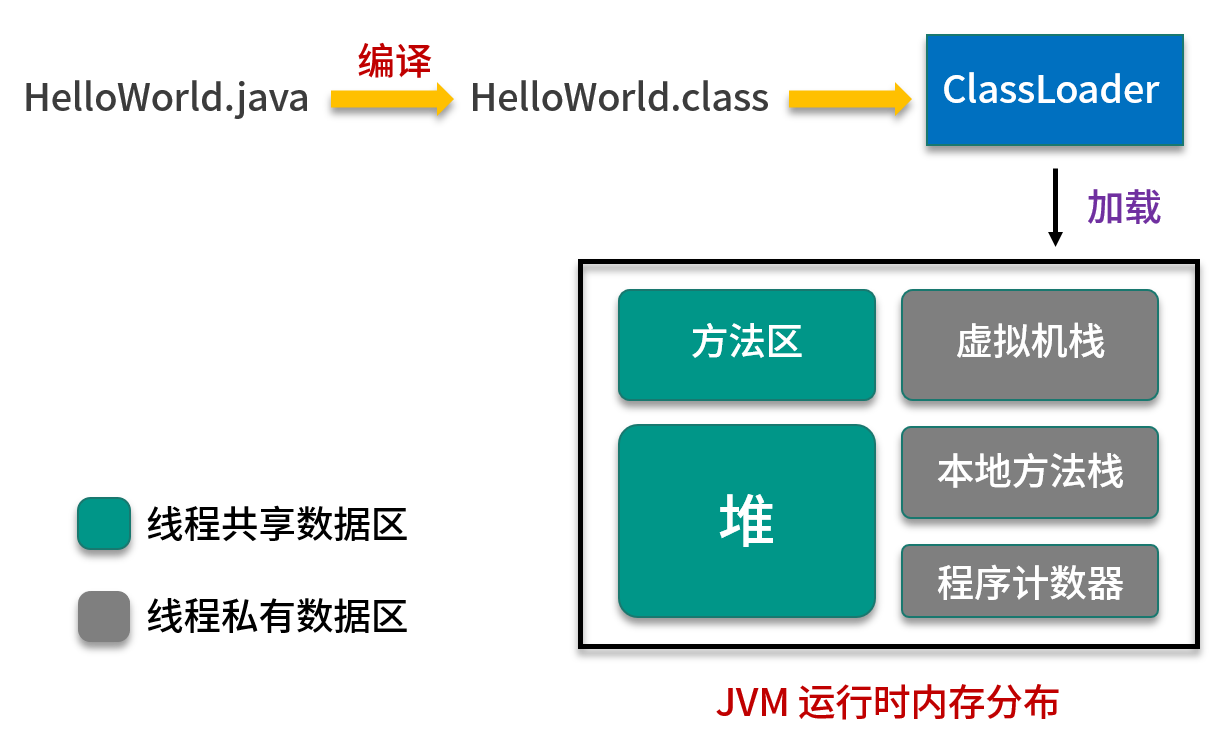 编译
HelloWorld.java
HelloWorld.class
ClassLoader
加载
方法区
虚拟机栈
堆
本地方法栈
程序计数器
线程共享数据区
线程私有数据区
JVM 运行时内存分布